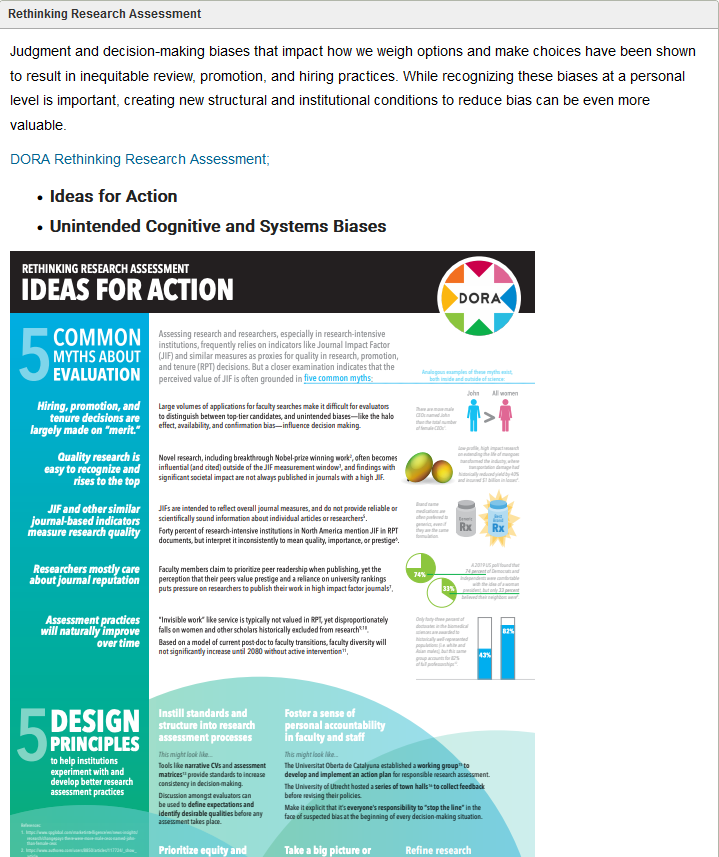 Rethinking Research Assessment
Judgment and decision-making biases that impact how we weigh options and make choices have been shown
to result in inequitable review, promotion, and hiring practices. While recognizing these biases at a personal
level is important, creating new structural and institutional conditions to reduce bias can be even more
valuable.
DORA Rethinking Research Assessment;
• Ideas for Action
• Unintended Cognitive and Systems Biases
RETHINKING RESEARCH ASSESSMENT
IDEAS FOR ACTION
DORA
5 COMMON
MYTHS ABOUT
EVALUATION
Assessing research and researchers, especially in research-intensive
institutions, frequently relies on indicators like Journal Impact Factor
(JIF) and similar measures as proxies for quality in research, promotion,
and tenure (RPT) decisions. But a closer examination indicates that the
perceived value of JIF is often grounded in five common myths:
Analogous examples of these myths exist,
both inside and outside of science.
Hiring, promotion, and
tenure decisions are
largely made on "merit."
Large volumes of applications for faculty searches make it difficult for evaluators
to distinguish between top-tier candidates, and unintended biases—like the halo
effect, availability, and confirmation bias—influence decision making.
There are more male
CEOs named John
than the total number
of female CEOs
John
All women
>
Quality research is
easy to recognize and
rises to the top
Novel research, including breakthrough Nobel-prize winning work², often becomes
influential (and cited) outside of the JIF measurement window³, and findings with
significant societal impact are not always published in journals with a high JIF.
Low-profile, high impact research
on extending the life of mangoes
transformed the industry, where
transportation damage had
historically reduced yield by 40%
JIF and other similar
journal-based indicators
measure research quality
JIFs are intended to reflect overall journal measures, and do not provide reliable or
scientifically sound information about individual articles or researchers⁵.
Forty percent of research-intensive institutions in North America mention JIF in RPT
documents, but interpret it inconsistently to mean quality, importance, or prestige⁶.
Brand name
medications are
often preferred to
generics, even if
they are the same
formulation.
Generic
Rx
Best Brand
Rx
Researchers mostly care
about journal reputation
Faculty members claim to prioritize peer readership when publishing, yet the
perception that their peers value prestige and a reliance on university rankings
puts pressure on researchers to publish their work in high impact factor journals⁷.
74%
33%
A 2019 US poll found that
74 percent of Democrats and
Independents were comfortable
with the idea of a woman
president, but only 33 percent
believed their neighbors were
Assessment practices
will naturally improve
over time
"Invisible work" like service is typically not valued in RPT, yet disproportionately
falls on women and other scholars historically excluded from research⁹,¹⁰.
Based on a model of current post-doc to faculty transitions, faculty diversity will
not significantly increase until 2080 without active intervention¹¹.
Only forty three percent of
doctorates in the biomedical
sciences are awarded to
historically well-represented
populations (i.e. white and
Asian males), but this same
group accounts for 82%
of full professorships
43%
82%
5 DESIGN
PRINCIPLES
to help institutions
experiment with and
develop better research
assessment practices
Instill standards and
structure into research
assessment processes
This might look like...
Tools like narrative CVs and assessment
matrices provide standards to increase
consistency in decision-making.
Discussion amongst evaluators can
be used to define expectations and
identify desirable qualities before any
assessment takes place.
Foster a sense of
personal accountability
in faculty and staff
This might look like...
The Universitat Oberta de Catalyuna established a working group to
develop and implement an action plan for responsible research assessment.
The University of Utrecht hosted a series of town halls to collect feedback
before revising their policies.
Make it explicit that it's everyone's responsibility to "stop the line" in the
face of suspected bias at the beginning of every decision-making situation.
References:
Prioritize equity and
Take a big picture or
Refine research